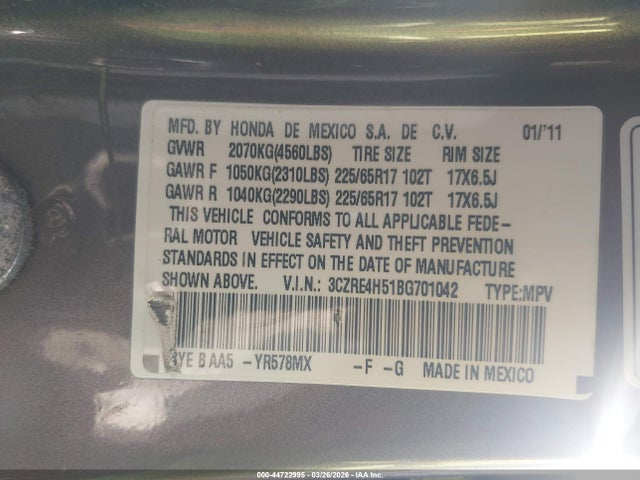 MFD. BY HONDA DE MEXICO S.A. DE C.V. 01/'11
GVWR 2070KG(4560LBS) TIRE SIZE RIM SIZE
GAWR F 1050KG(2310LBS) 225/65R17 102T 17X6.5J
GAWR R 1040KG(2290LBS) 225/65R17 102T 17X6.5J
THIS VEHICLE CONFORMS TO ALL APPLICABLE FEDE-
RAL MOTOR VEHICLE SAFETY AND THEFT PREVENTION
STANDARDS IN EFFECT ON THE DATE OF MANUFACTURE
SHOWN ABOVE. V.I.N.: 3CZRE4H51BG701042 TYPE:MPV
BAA5 -YR578MX -F -G MADE IN MEXICO
000-44722995 - 03/26/2026 - IAA Inc.